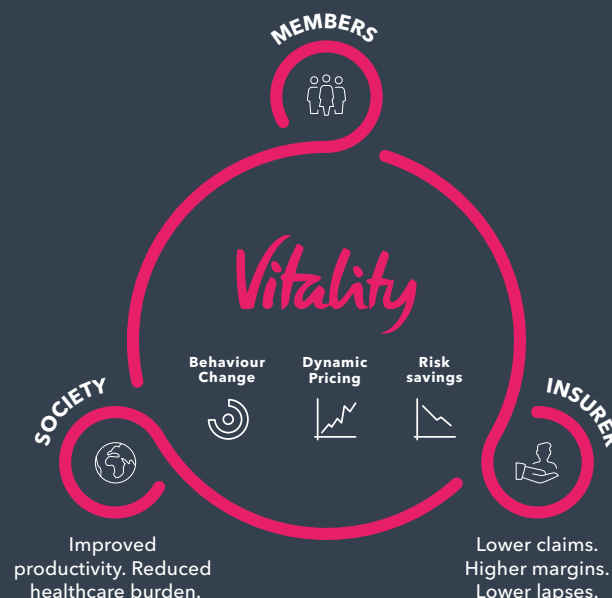 MEMBERS
Vitality
Behaviour
Change
Dynamic
Pricing
Risk
savings
SOCIETY
INSURER
Improved
productivity. Reduced
healthcare burden.
Lower claims.
Higher margins.
Lower lapses.